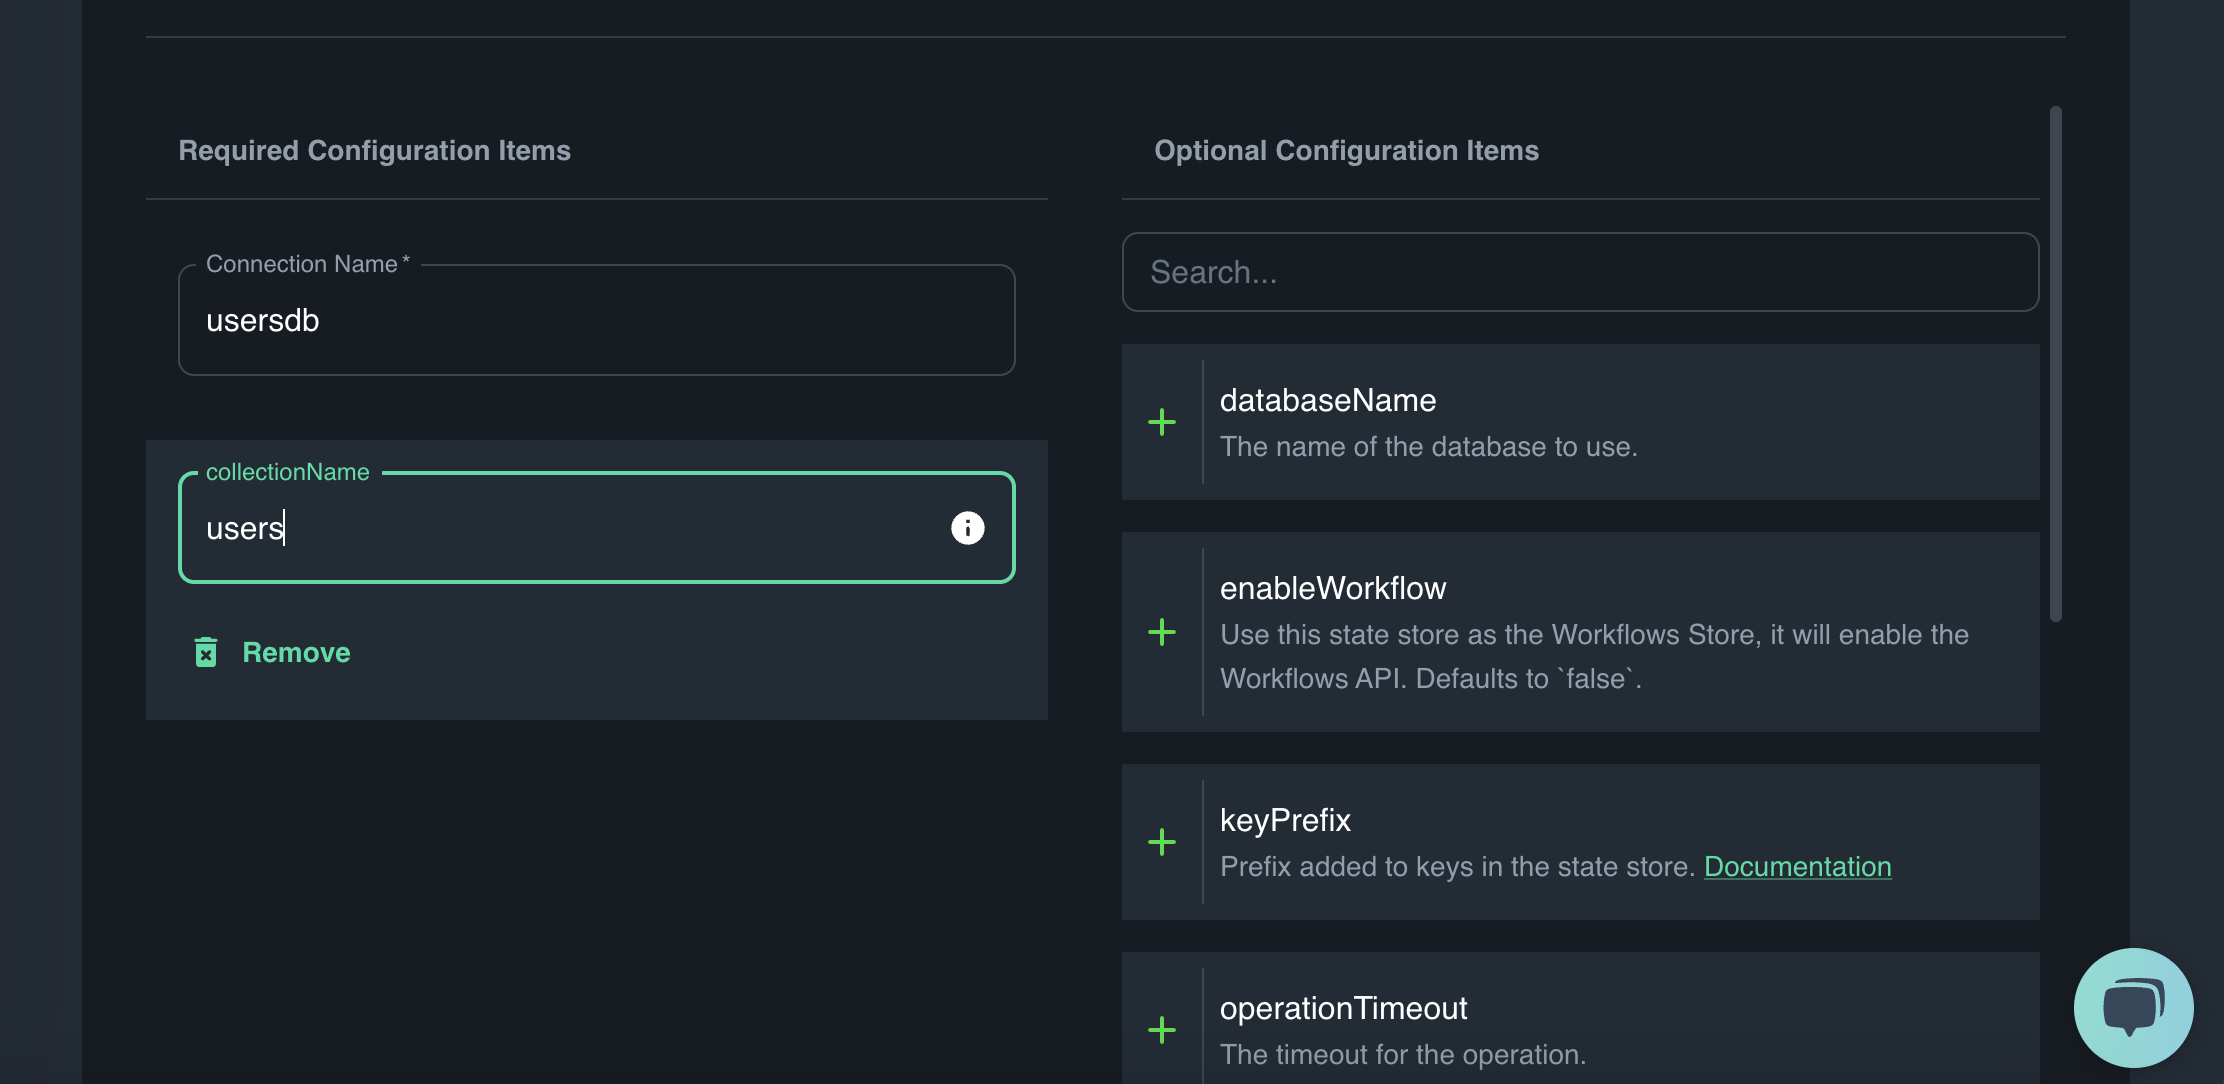 Required Configuration Items
Connection Name *
usersdb
collectionName
users
Remove
Optional Configuration Items
Search...
databaseName
The name of the database to use.
enableWorkflow
Use this state store as the Workflows Store, it will enable the
Workflows API. Defaults to `false`.
keyPrefix
Prefix added to keys in the state store. Documentation
operationTimeout
The timeout for the operation.